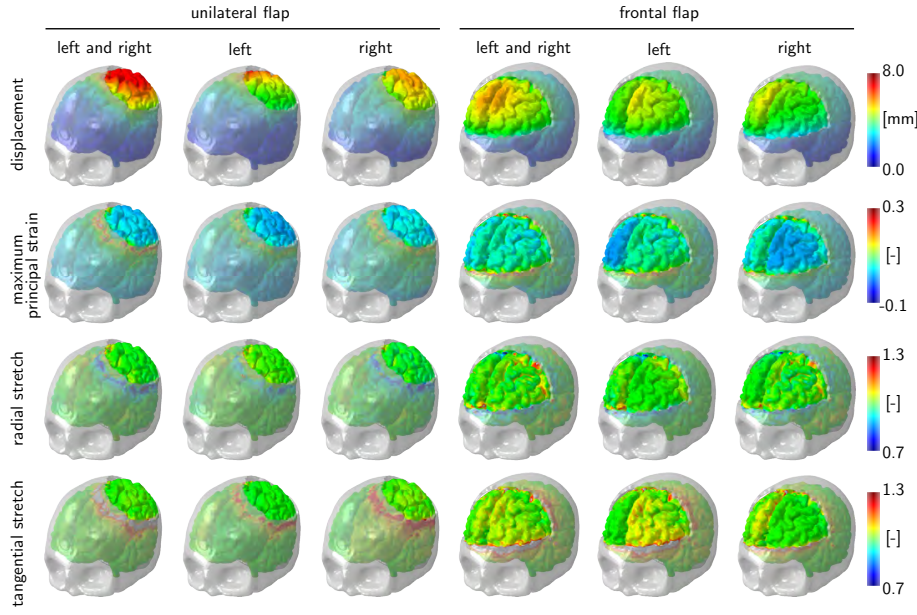 unilateral flap
frontal flap
left and right
left
right
left and right
left
right
displacement
8.0
[mm]
0.0
maximum
principal strain
0.3
[-]
-0.1
radial stretch
1.3
[-]
0.7
tangential stretch
1.3
[-]
0.7